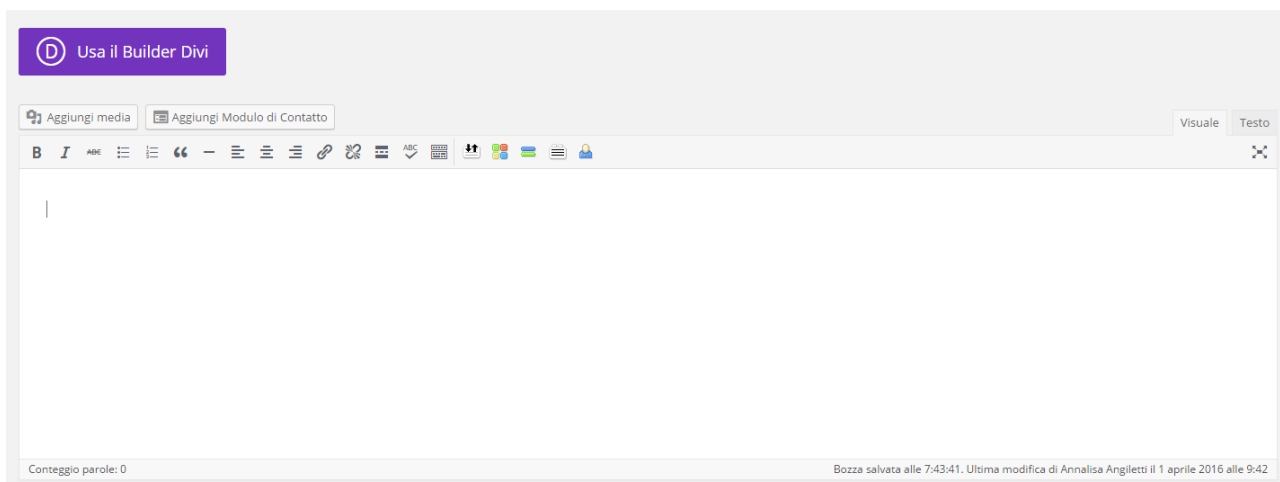 D Usa il Builder Divi
Aggiungi media Aggiungi Modulo di Contatto
Visuale Testo
B I ABC ABC
Conteggio parole: 0
Bozza salvata alle 7:43:41. Ultima modifica di Annalisa Angiletti il 1 aprile 2016 alle 9:42